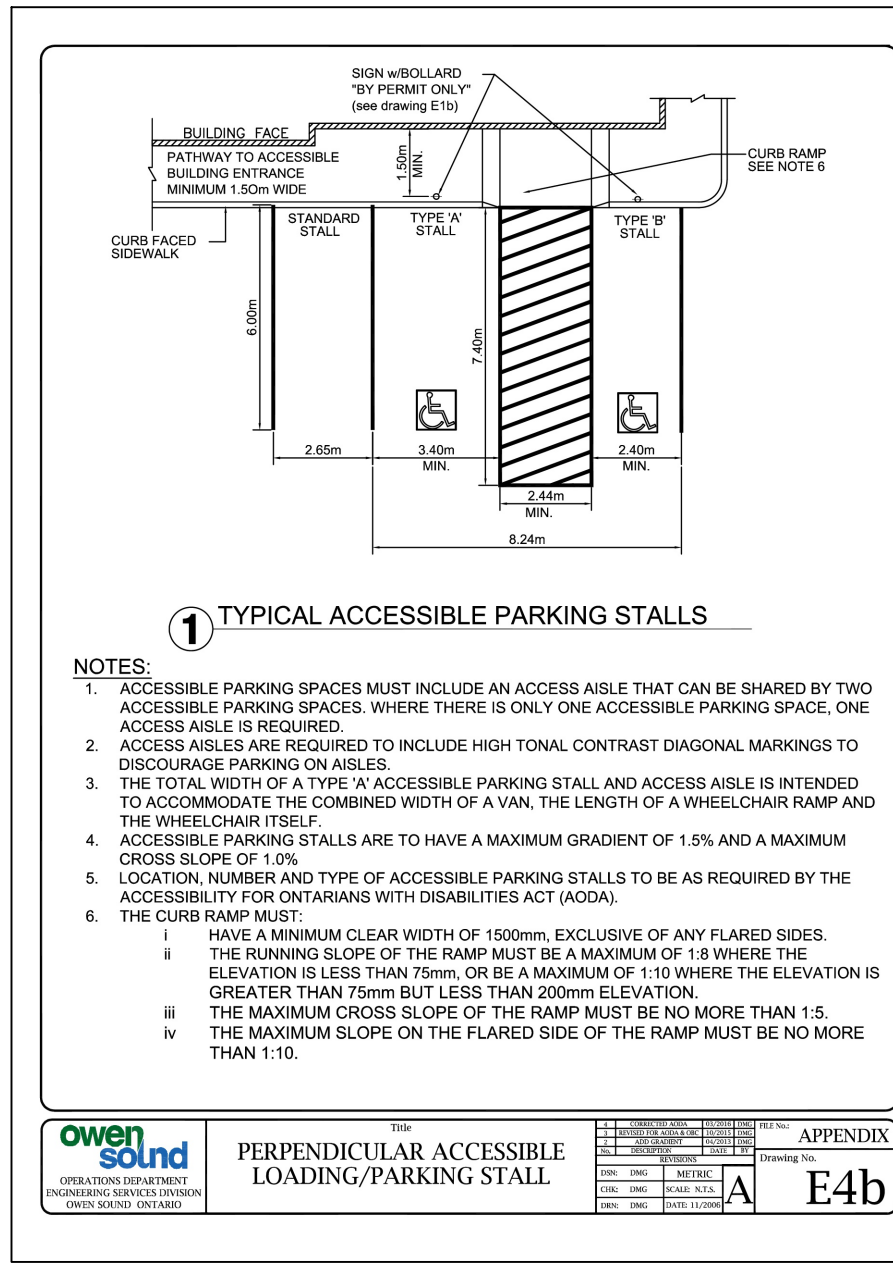 SIGN w/BOLLARD
"BY PERMIT ONLY"
(see drawing E1b)
BUILDING FACE
PATHWAY TO ACCESSIBLE
BUILDING ENTRANCE
MINIMUM 1.5Om WIDE
1.50m
MIN.
CURB RAMP
SEE NOTE 6
CURB FACED
SIDEWALK
STANDARD
STALL
TYPE 'A'
STALL
TYPE 'B'
STALL
6.00m
7.40m
2.65m
3.40m
MIN.
2.40m
MIN.
2.44m
MIN.
8.24m
1 TYPICAL ACCESSIBLE PARKING STALLS
NOTES:
1. ACCESSIBLE PARKING SPACES MUST INCLUDE AN ACCESS AISLE THAT CAN BE SHARED BY TWO
ACCESSIBLE PARKING SPACES. WHERE THERE IS ONLY ONE ACCESSIBLE PARKING SPACE, ONE
ACCESS AISLE IS REQUIRED.
2. ACCESS AISLES ARE REQUIRED TO INCLUDE HIGH TONAL CONTRAST DIAGONAL MARKINGS TO
DISCOURAGE PARKING ON AISLES.
3. THE TOTAL WIDTH OF A TYPE 'A' ACCESSIBLE PARKING STALL AND ACCESS AISLE IS INTENDED
TO ACCOMMODATE THE COMBINED WIDTH OF A VAN, THE LENGTH OF A WHEELCHAIR RAMP AND
THE WHEELCHAIR ITSELF.
4. ACCESSIBLE PARKING STALLS ARE TO HAVE A MAXIMUM GRADIENT OF 1.5% AND A MAXIMUM
CROSS SLOPE OF 1.0%
5. LOCATION, NUMBER AND TYPE OF ACCESSIBLE PARKING STALLS TO BE AS REQUIRED BY THE
ACCESSIBILITY FOR ONTARIANS WITH DISABILITIES ACT (AODA).
6. THE CURB RAMP MUST:
i HAVE A MINIMUM CLEAR WIDTH OF 1500mm, EXCLUSIVE OF ANY FLARED SIDES.
ii THE RUNNING SLOPE OF THE RAMP MUST BE A MAXIMUM OF 1:8 WHERE THE
ELEVATION IS LESS THAN 75mm, OR BE A MAXIMUM OF 1:10 WHERE THE ELEVATION IS
GREATER THAN 75mm BUT LESS THAN 200mm ELEVATION.
iii THE MAXIMUM CROSS SLOPE OF THE RAMP MUST BE NO MORE THAN 1:5.
iv THE MAXIMUM SLOPE ON THE FLARED SIDE OF THE RAMP MUST BE NO MORE
THAN 1:10.
owen
sound
OPERATIONS DEPARTMENT
ENGINEERING SERVICES DIVISION
OWEN SOUND ONTARIO
Title
PERPENDICULAR ACCESSIBLE
LOADING/PARKING STALL
4 CORRECTED AODA 03/2016 DMG
3 REVISED FOR AODA & OBC 10/2015 DMG
2 ADD GRADIENT 04/2013 DMG
No. DESCRIPTION DATE BY
REVISIONS
DSN: DMG METRIC
CHK: DMG SCALE: N.T.S.
DRN: DMG DATE: 11/2006
A
FILE No.:
APPENDIX
Drawing No.
E4b